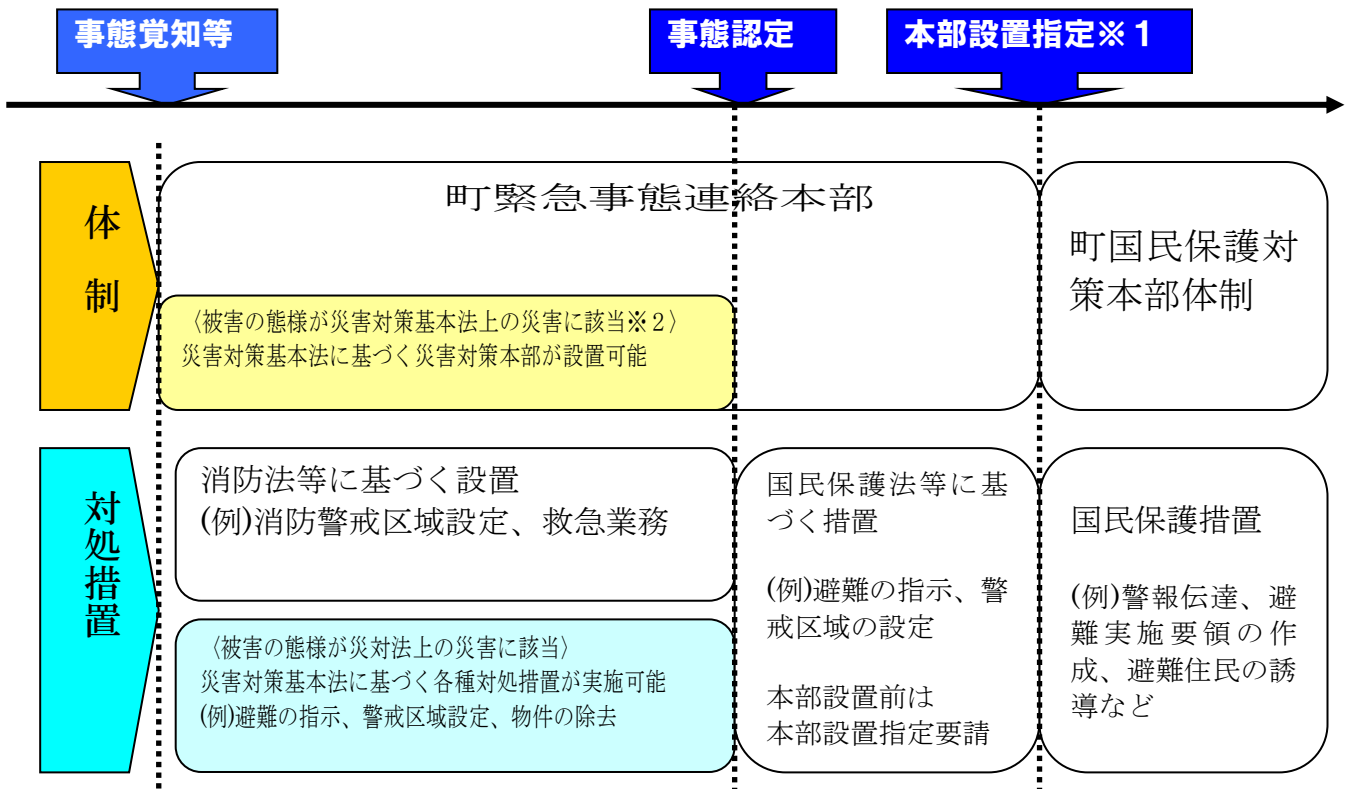 事態覚知等
事態認定
本部設置指定※１
体制
町緊急事態連絡本部
〈被害の態様が災害対策基本法上の災害に該当※２〉
災害対策基本法に基づく災害対策本部が設置可能
町国民保護対
策本部体制
対処措置
消防法等に基づく設置
(例)消防警戒区域設定、救急業務
〈被害の態様が災対法上の災害に該当〉
災害対策基本法に基づく各種対処措置が実施可能
(例)避難の指示、警戒区域設定、物件の除去
国民保護法等に基
づく措置
(例)避難の指示、警
戒区域の設定
本部設置前は
本部設置指定要請
国民保護措置
(例)警報伝達、避
難実施要領の作
成、避難住民の誘
導など